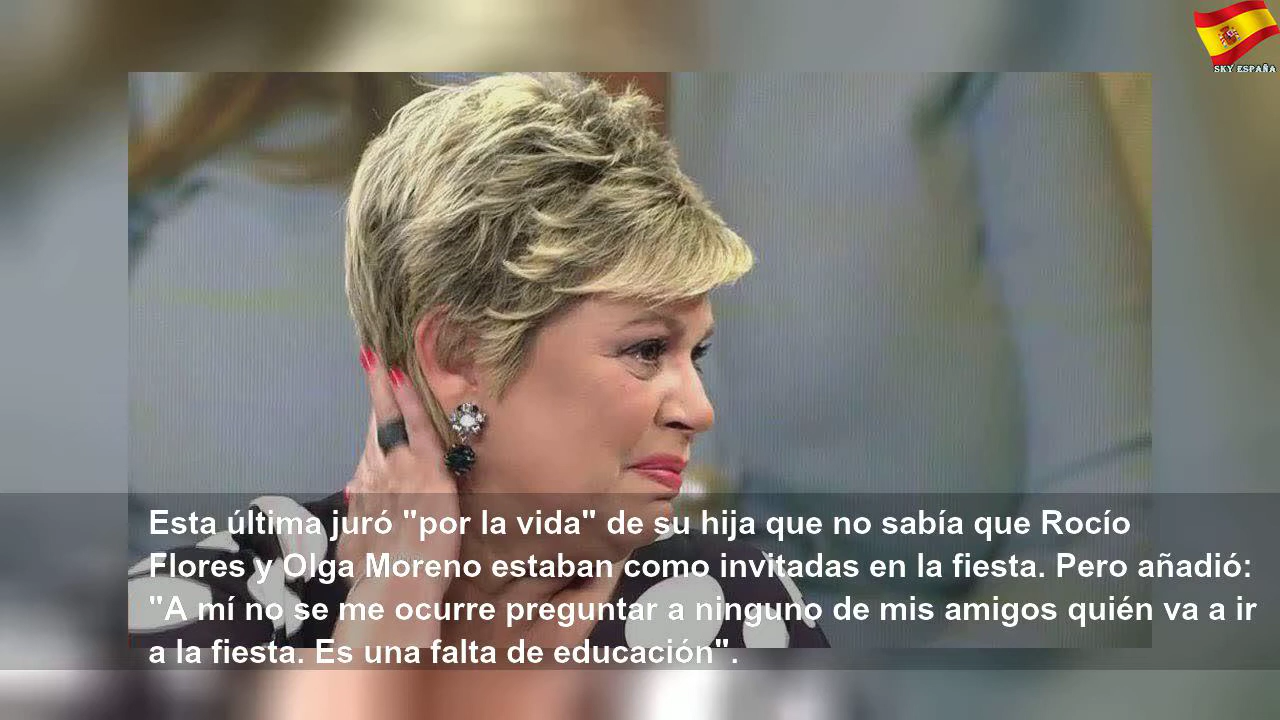 SKY ESPAÑA
Esta última juró "por la vida" de su hija que no sabía que Rocío
Flores y Olga Moreno estaban como invitadas en la fiesta. Pero añadió:
"A mí no se me ocurre preguntar a ninguno de mis amigos quién va a ir
a la fiesta. Es una falta de educación".